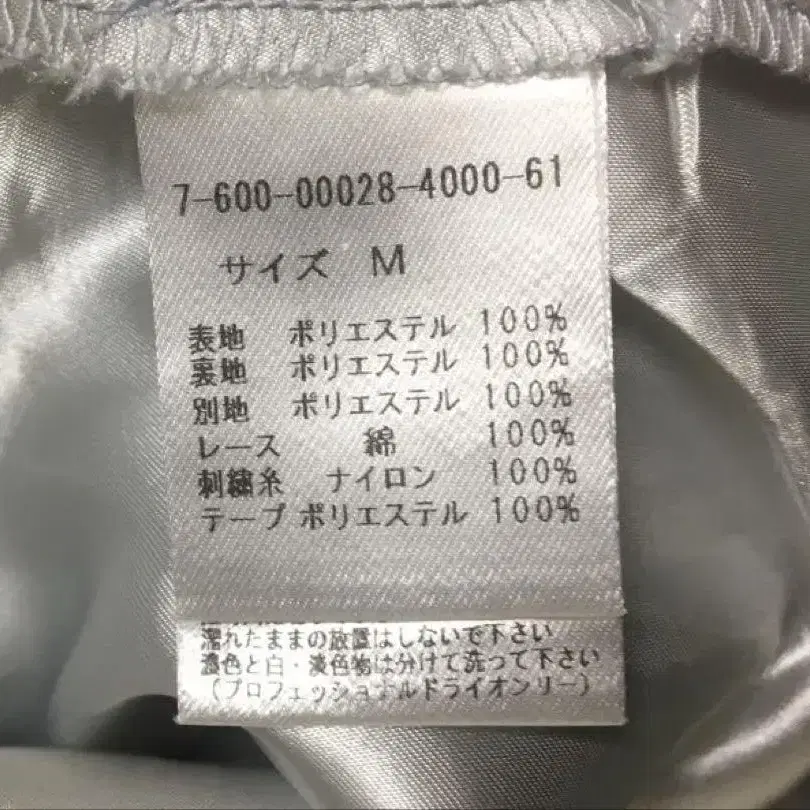 7-600-00028-4000-61
サイズ M
表地 ポリエステル 100%
裏地 ポリエステル 100%
別地 ポリエステル 100%
レース 綿 100%
刺繍糸 ナイロン 100%
テープ ポリエステル 100%
濡れたままの放置はしないで下さい
濃色と白・淡色物は分けて洗って下さい
(プロフェッショナルドライオンリー)